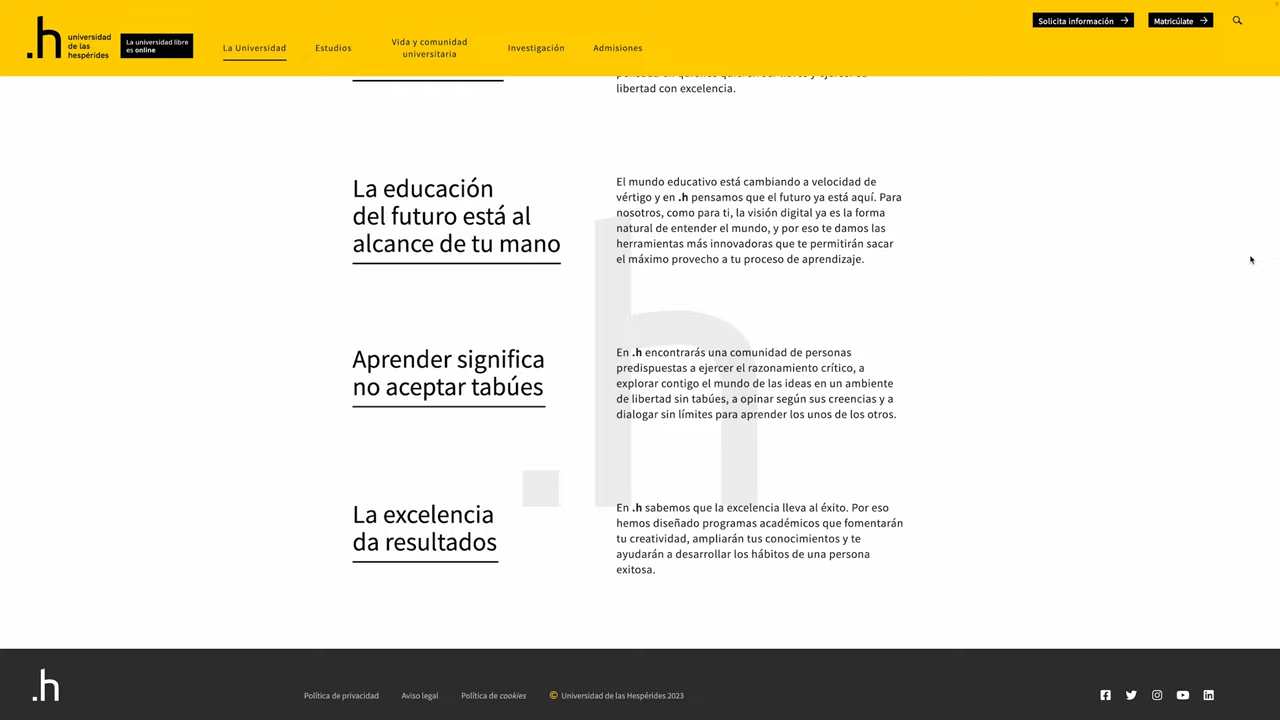 .h universidad
de las
hespérides
La universidad libre
es online
La Universidad
Estudios
Vida y comunidad
universitaria
Investigación
Admisiones
Solicita información
Matricúlate
libertad con excelencia.
La educación
del futuro está al
alcance de tu mano
El mundo educativo está cambiando a velocidad de
vértigo y en .h pensamos que el futuro ya está aquí. Para
nosotros, como para ti, la visión digital ya es la forma
natural de entender el mundo, y por eso te damos las
herramientas más innovadoras que te permitirán sacar
el máximo provecho a tu proceso de aprendizaje.
Aprender significa
no aceptar tabúes
En .h encontrarás una comunidad de personas
predispuestas a ejercer el razonamiento crítico, a
explorar contigo el mundo de las ideas en un ambiente
de libertad sin tabúes, a opinar según sus creencias y a
dialogar sin límites para aprender los unos de los otros.
.h
La excelencia
da resultados
En .h sabemos que la excelencia lleva al éxito. Por eso
hemos diseñado programas académicos que fomentarán
tu creatividad, ampliarán tus conocimientos y te
ayudarán a desarrollar los hábitos de una persona
exitosa.
.h
Política de privacidad
Aviso legal
Política de cookies
© Universidad de las Hespérides 2023